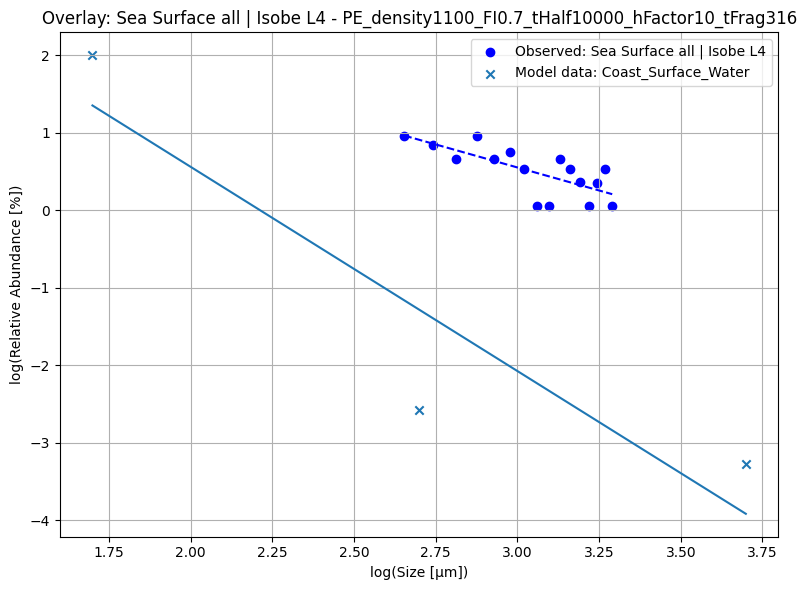 Overlay: Sea Surface all | Isobe L4 - PE_density1100_FI0.7_tHalf10000_hFactor10_tFrag316
Observed: Sea Surface all | Isobe L4
Model data: Coast_Surface_Water
log(Relative Abundance [%])
2
1
0
−1
−2
−3
−4
1.75 2.00 2.25 2.50 2.75 3.00 3.25 3.50 3.75
log(Size [μm])